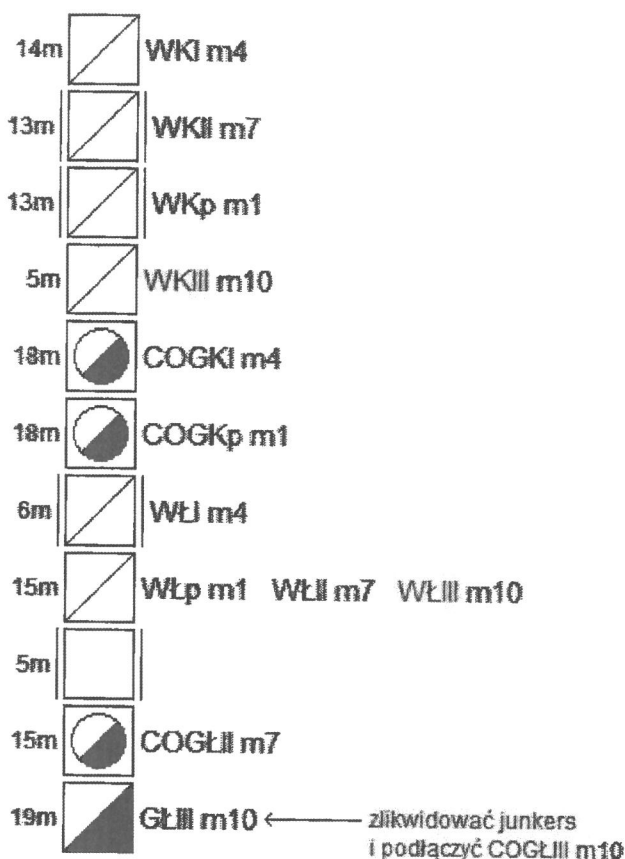 14m WKI m4
13m WKII m7
13m WKp m1
5m WKIII m10
18m COGKI m4
18m COGKp m1
6m WŁI m4
15m WŁp m1 WŁII m7 WŁIII m10
5m
15m COGŁII m7
19m GŁIII m10 zlikwidować junkers
i podłączyć COGŁIII m10